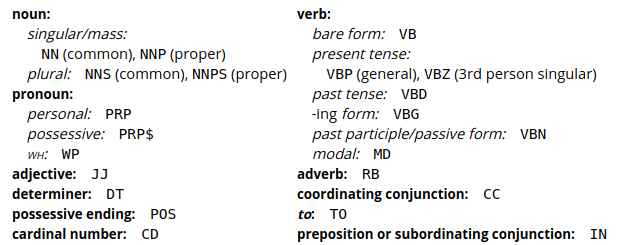 noun:
singular/mass:
NN (common), NNP (proper)
plural: NNS (common), NNPS (proper)
pronoun:
personal: PRP
possessive: PRP$
WH: WP
adjective: JJ
determiner: DT
possessive ending: POS
cardinal number: CD
verb:
bare form: VB
present tense:
VBP (general), VBZ (3rd person singular)
past tense: VBD
-ing form: VBG
past participle/passive form: VBN
modal: MD
adverb: RB
coordinating conjunction: CC
to: TO
preposition or subordinating conjunction: IN